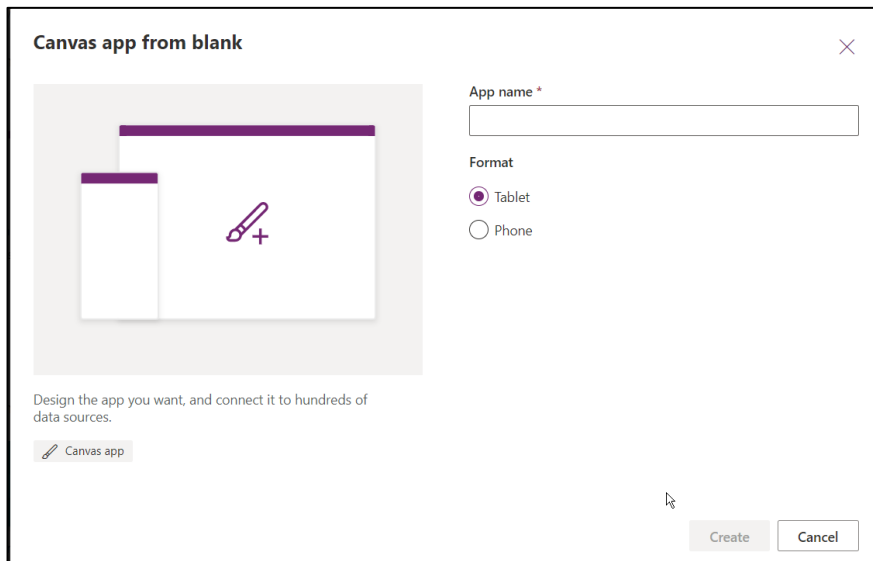 Canvas app from blank
App name *
Format
Tablet
Phone
Design the app you want, and connect it to hundreds of
data sources.
Canvas app
Create
Cancel